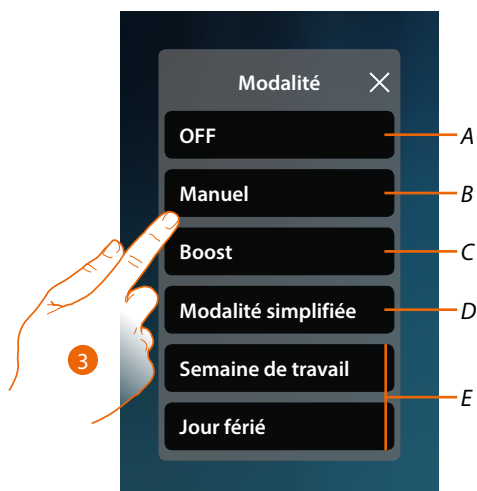 Modalité
OFF
A
Manuel
B
Boost
C
Modalité simplifiée
D
Semaine de travail
E
Jour férié
3